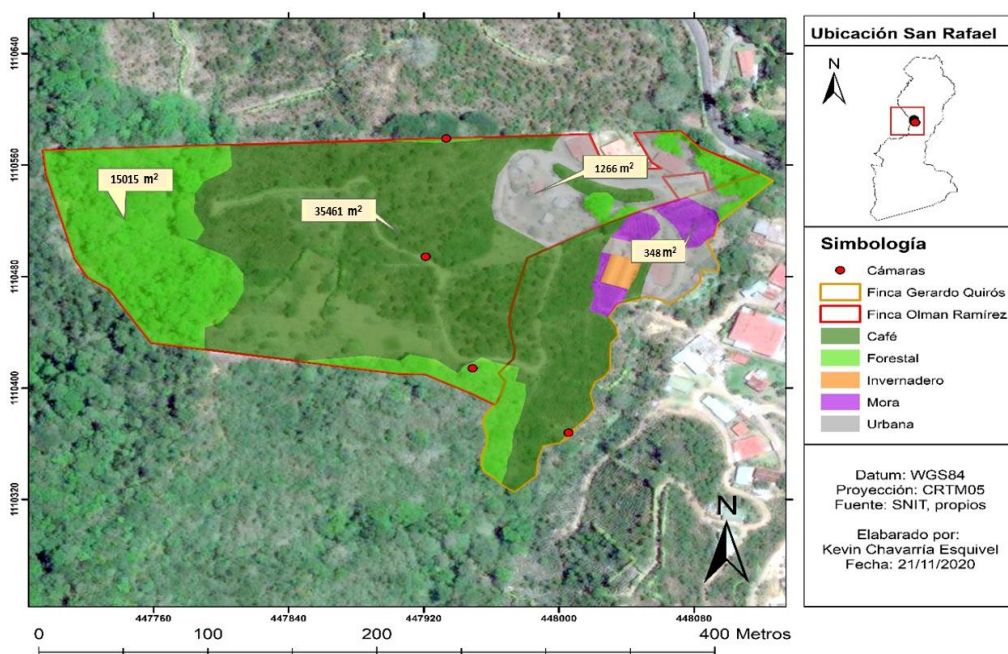 1110640
1110560
1110480
1110400
1110320
15015 m²
35461 m²
1266 m²
348 m²
N
447760
447840
447920
448000
448080
0
100
200
400 Metros
Ubicación San Rafael
N
Simbología
Cámaras
Finca Gerardo Quirós
Finca Olman Ramírez
Café
Forestal
Invernadero
Mora
Urbana
Datum: WGS84
Proyección: CRTM05
Fuente: SNIT, propios
Elabarado por:
Kevin Chavarría Esquivel
Fecha: 21/11/2020